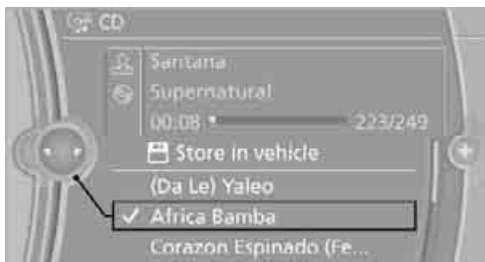 CD
Santana
Supernatural
00:08 223/249
Store in vehicle
(Da Le) Yaleo
Africa Bamba
Corazon Espinado (Fe...